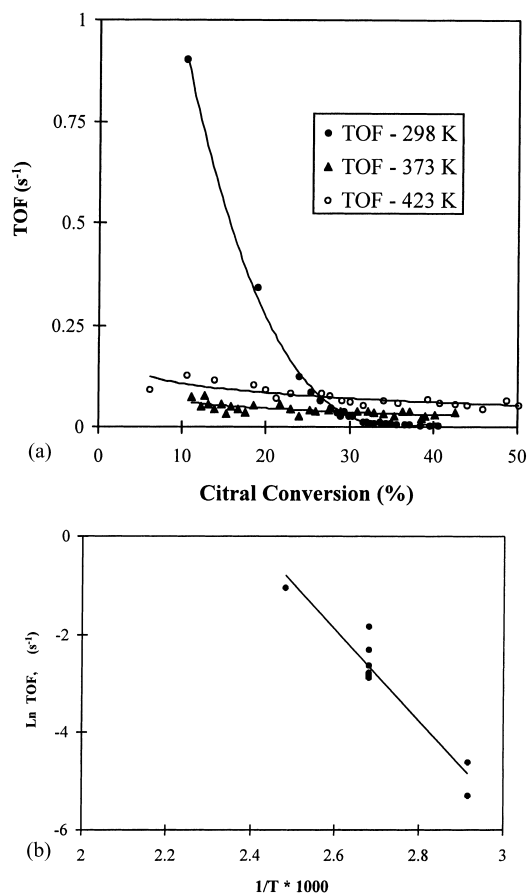 1
0.75
0.5
0.25
0
TOF (s⁻¹)
TOF - 298 K
TOF - 373 K
TOF - 423 K
0 10 20 30 40 50
(a)
Citral Conversion (%)
0
-2
-4
-6
Ln TOF, (s⁻¹)
2 2.2 2.4 2.6 2.8 3
(b)
1/T * 1000